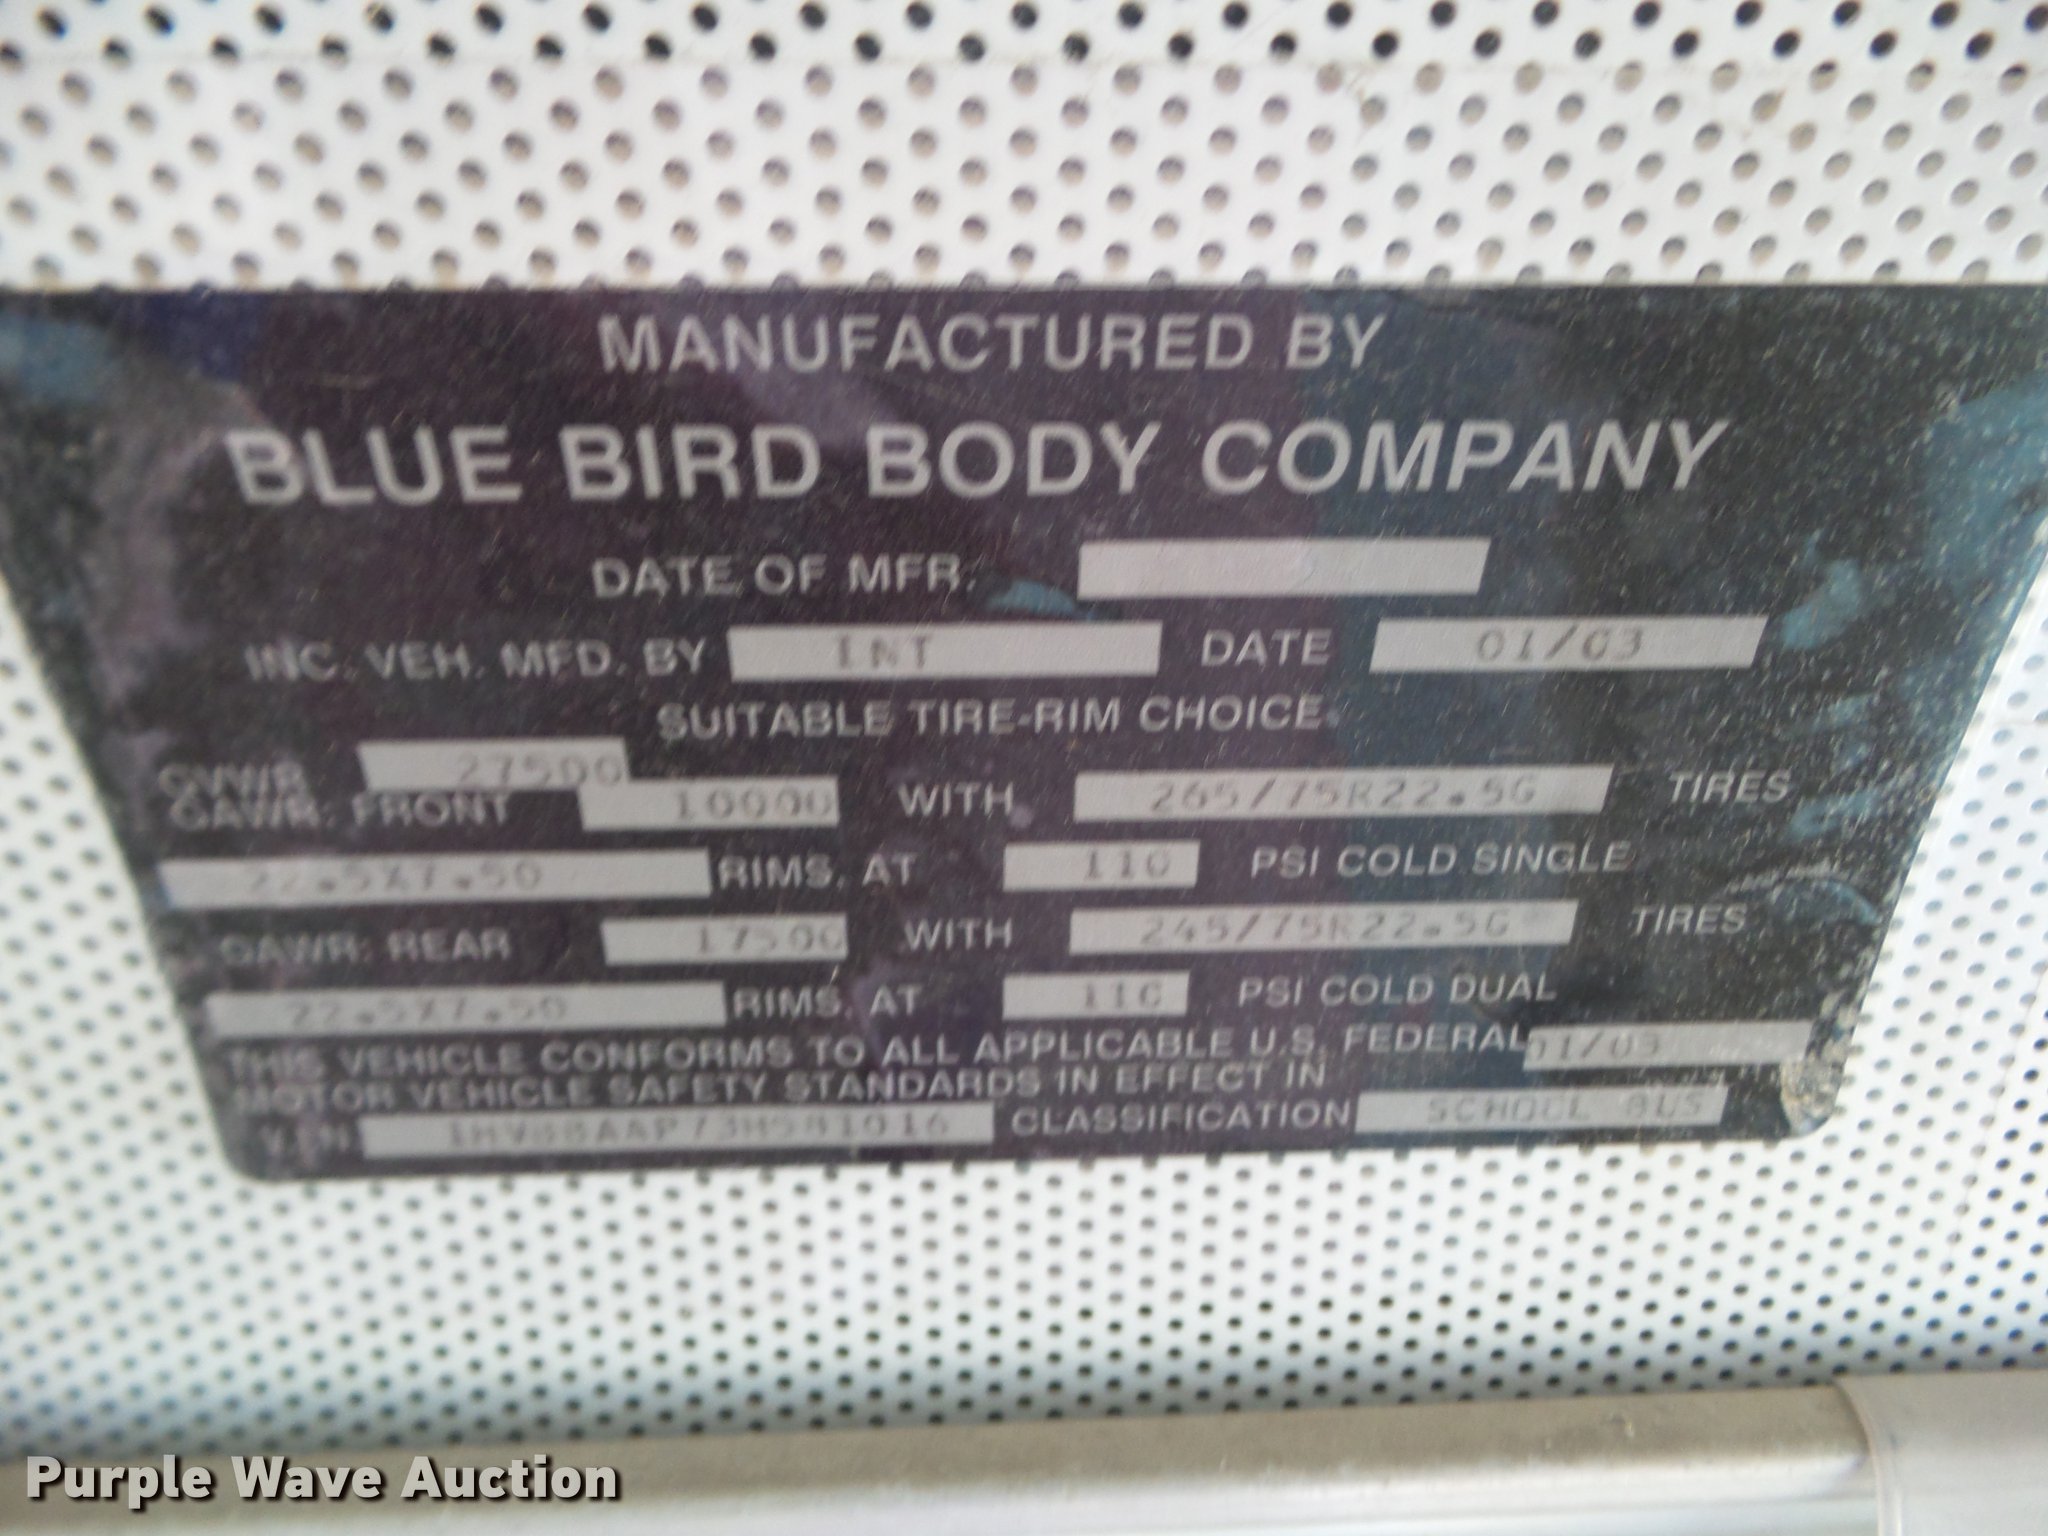 MANUFACTURED BY
BLUE BIRD BODY COMPANY
DATE OF MFR.
INC. VEH. MFD. BY INT DATE 01/03
SUITABLE TIRE-RIM CHOICE
GVWR 27500
GAWR: FRONT 10000 WITH 265/75R22.5G TIRES
22.5X7.50 RIMS, AT 110 PSI COLD SINGLE
GAWR: REAR 17500 WITH 245/75R22.5G TIRES
22.5X7.50 RIMS, AT 110 PSI COLD DUAL
THIS VEHICLE CONFORMS TO ALL APPLICABLE U.S. FEDERAL 01/03
MOTOR VEHICLE SAFETY STANDARDS IN EFFECT IN
V.I.N. CLASSIFICATION SCHOOL BUS
Purple Wave Auction